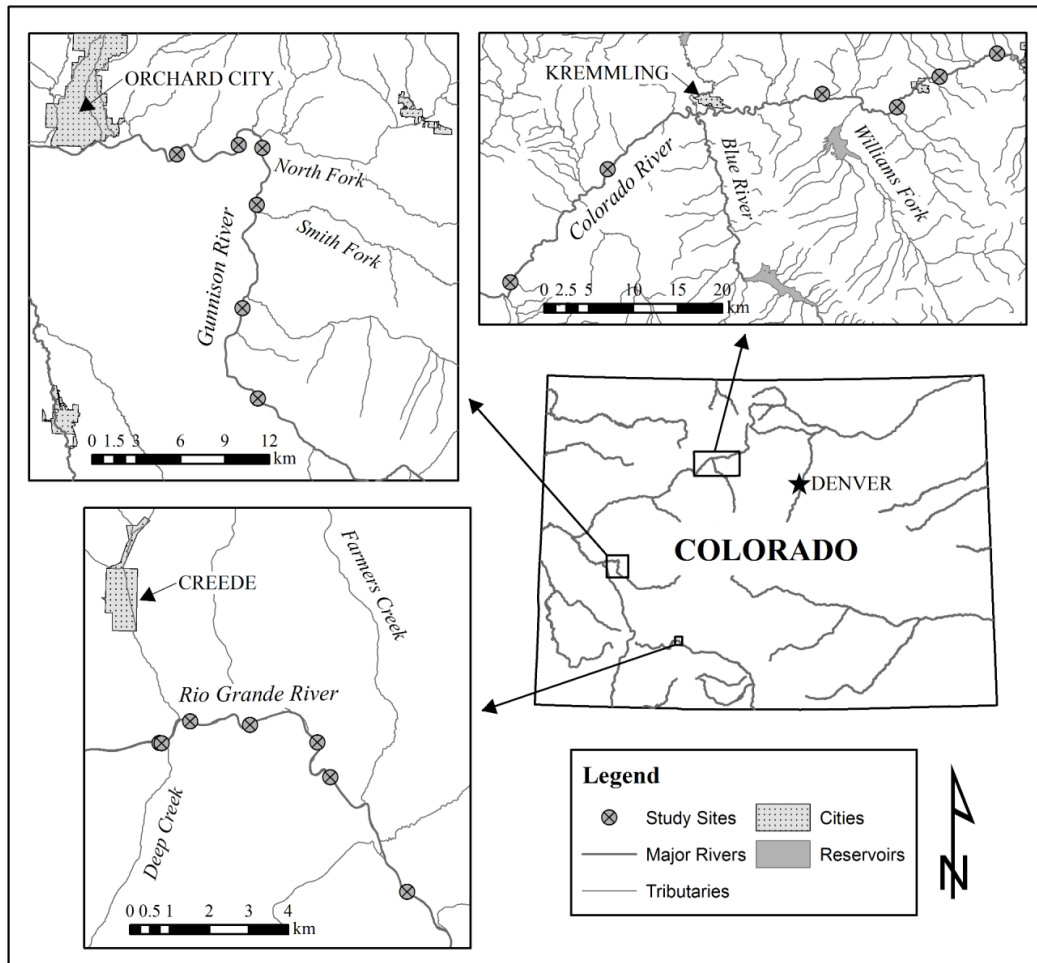 ORCHARD CITY
North Fork
Smith Fork
Gunnison River
0 1.5 3 6 9 12
km
KREMMLING
Colorado River
Blue River
Williams Fork
0 2.5 5 10 15 20
km
CREEDE
Farmers Creek
Rio Grande River
Deep Creek
0 0.5 1 2 3 4
km
DENVER
COLORADO
Legend
Study Sites
Cities
Major Rivers
Reservoirs
Tributaries
N